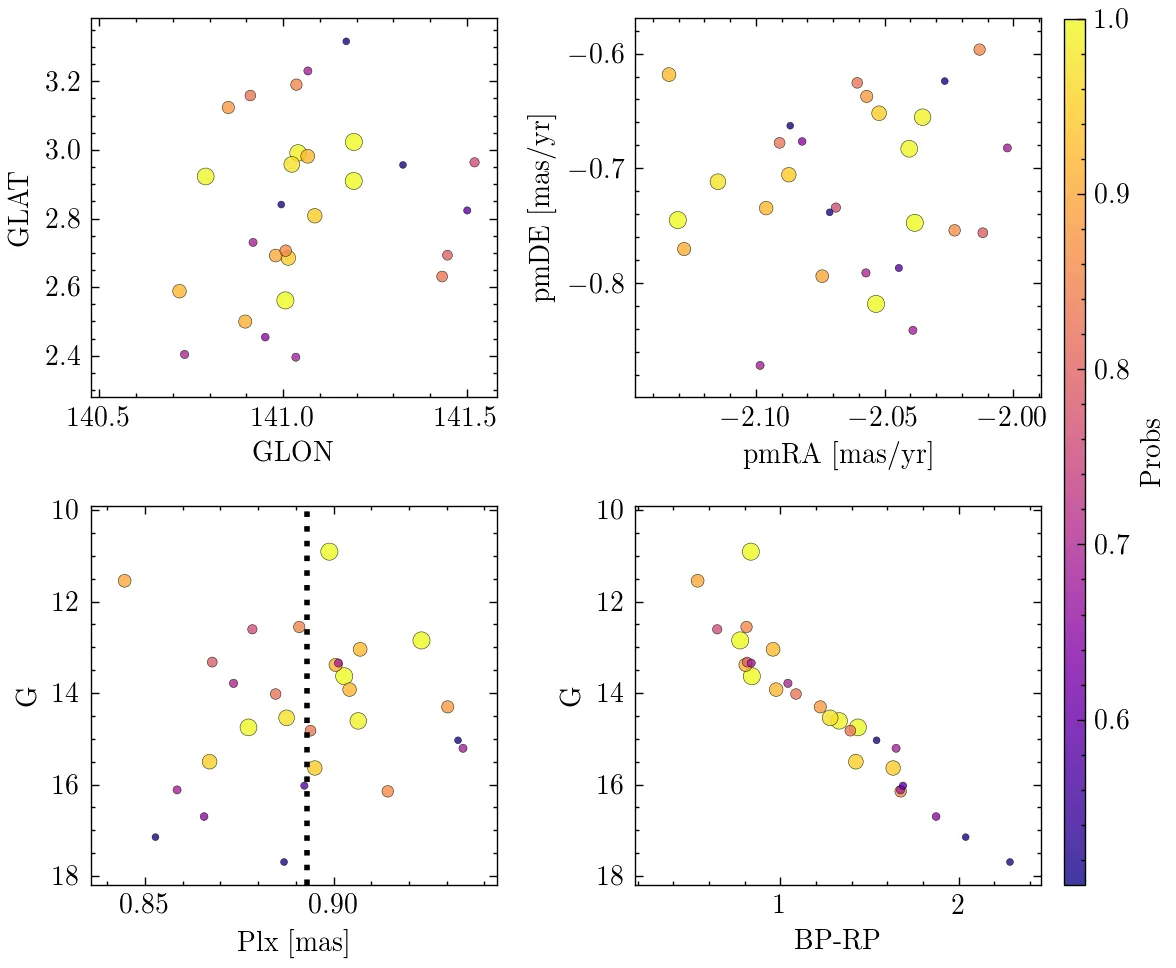 3.2
3.0
2.8
2.6
2.4
GLAT
140.5 141.0 141.5
GLON
−0.6
−0.7
−0.8
pmDE [mas/yr]
−2.10 −2.05 −2.00
pmRA [mas/yr]
10
12
14
16
18
G
0.85 0.90
Plx [mas]
10
12
14
16
18
G
1 2
BP-RP
1.0
0.9
0.8
0.7
0.6
Probs